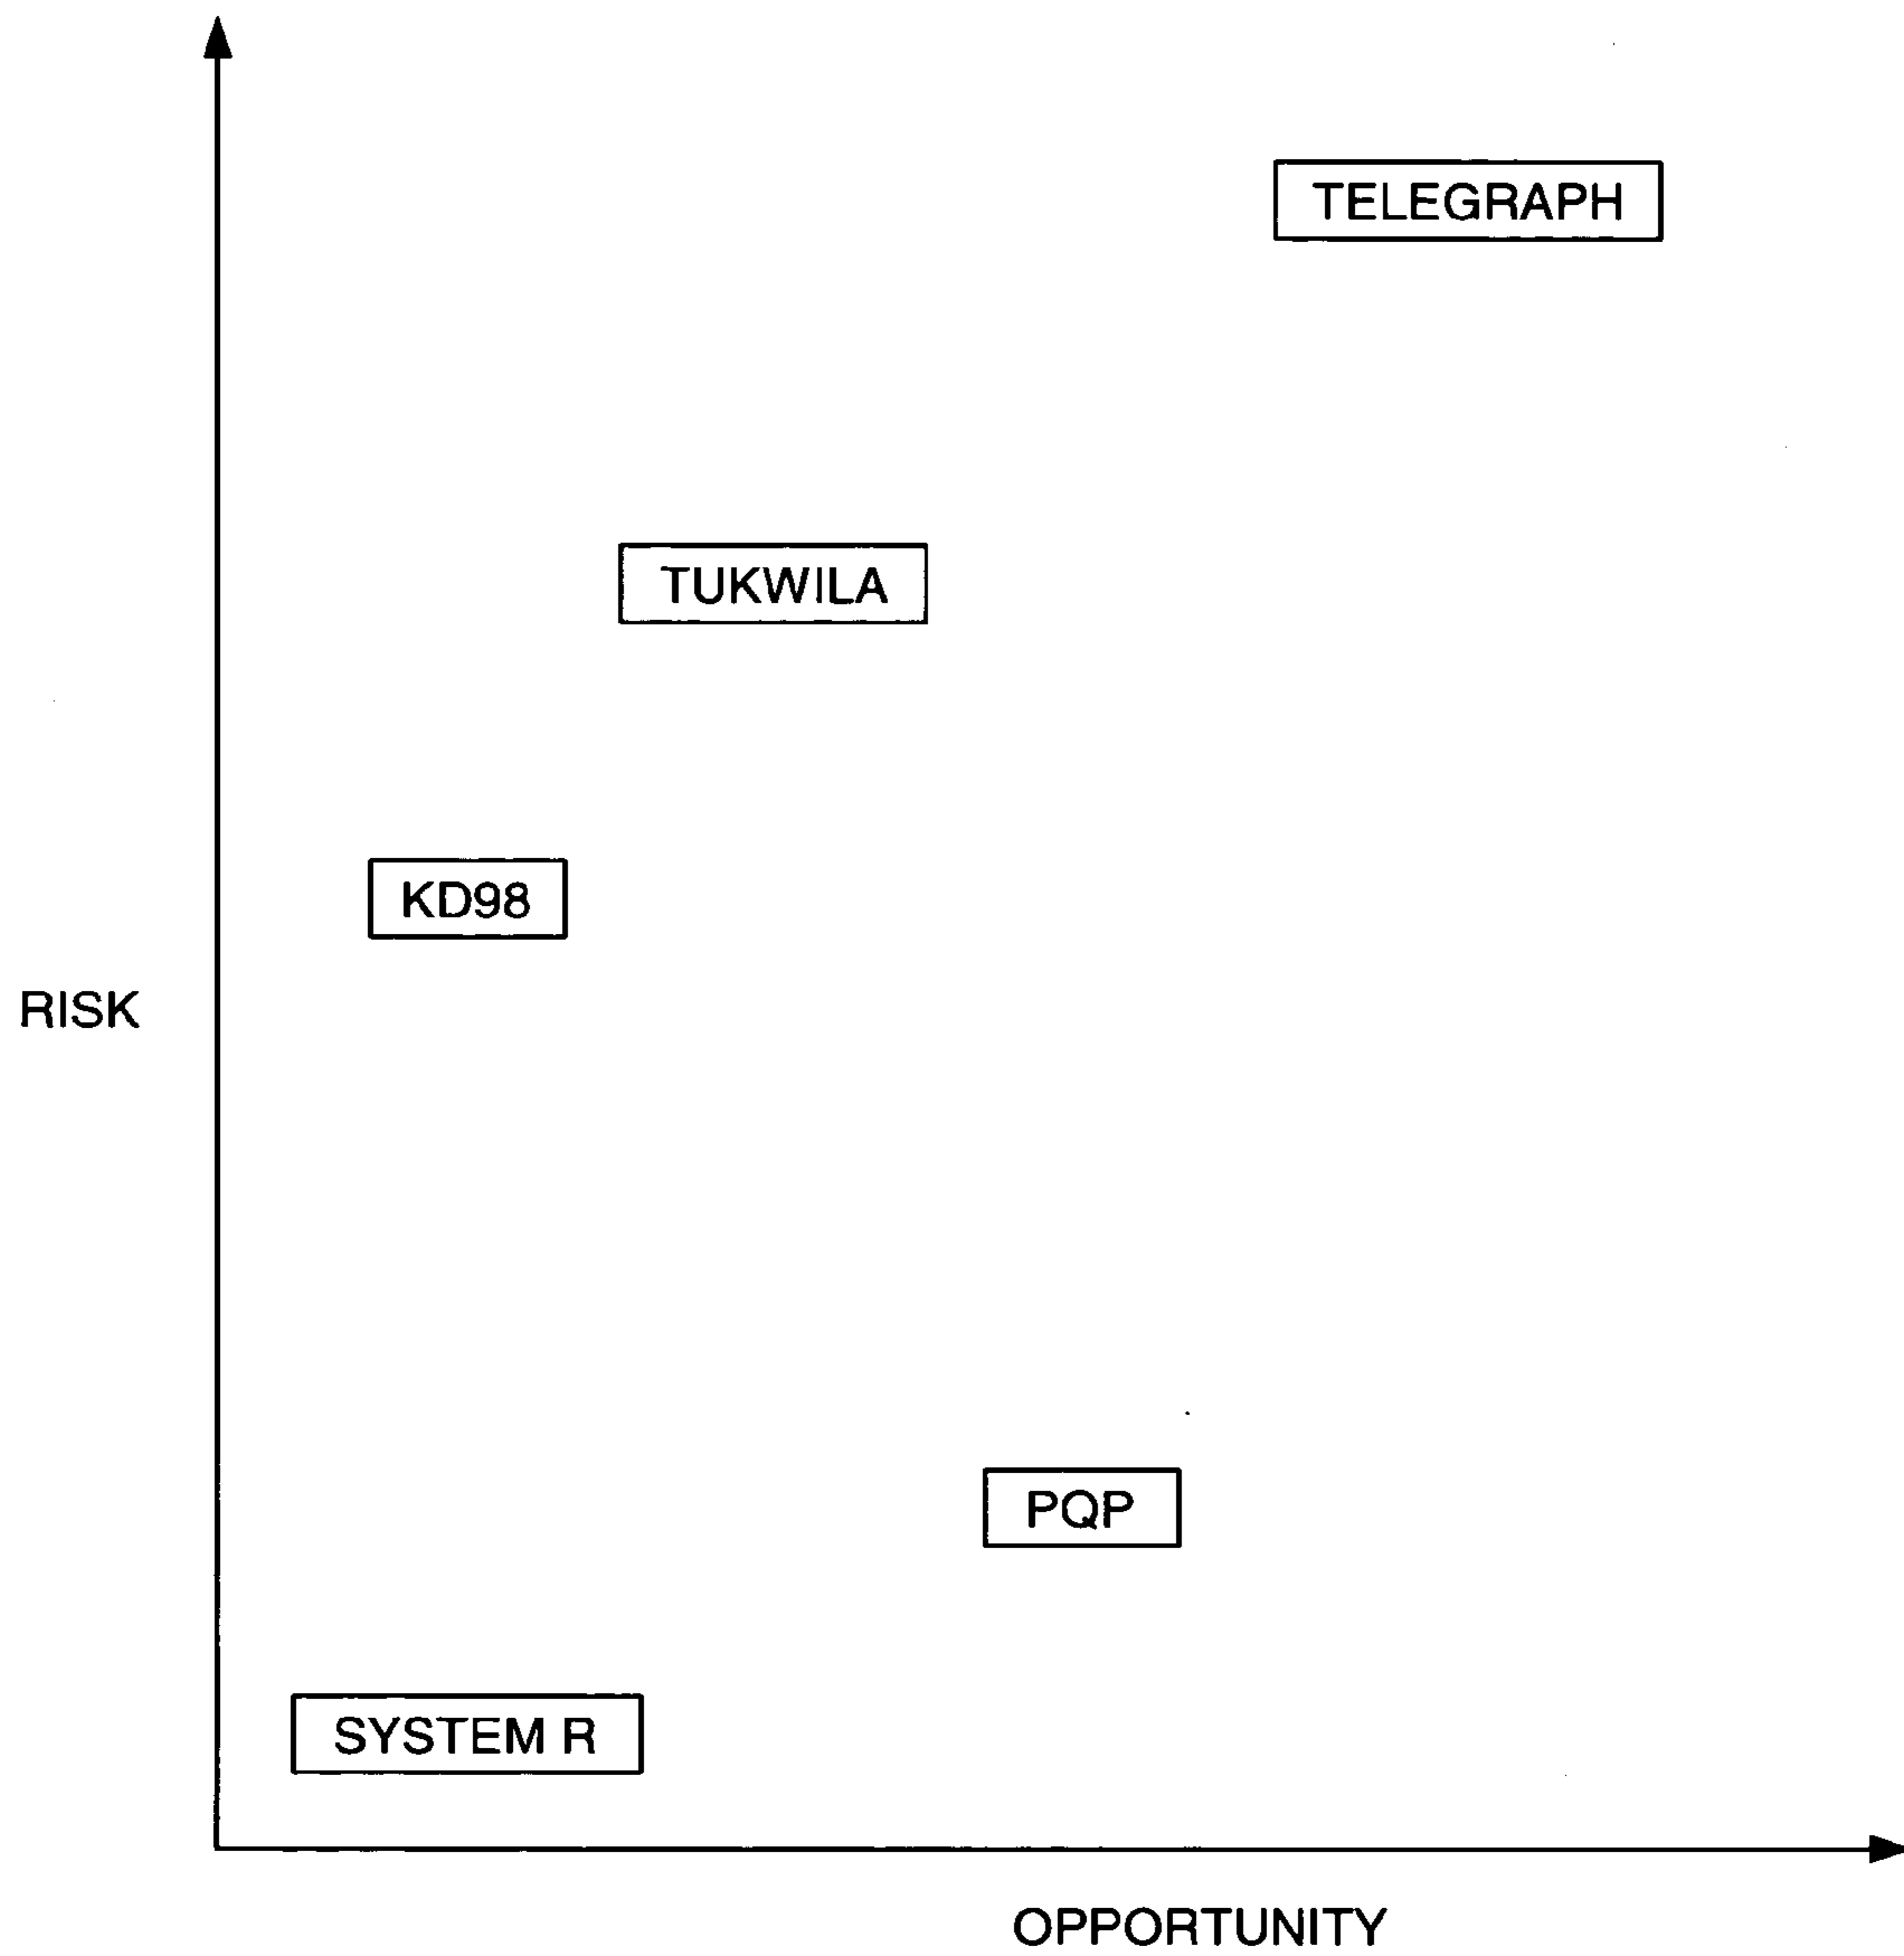 TELEGRAPH
TUKWILA
KD98
RISK
PQP
SYSTEM R
OPPORTUNITY